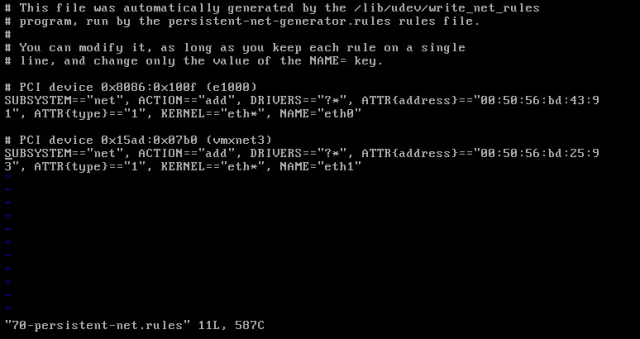 # This file was automatically generated by the /lib/udev/write_net_rules
# program, run by the persistent-net-generator.rules rules file.
#
# You can modify it, as long as you keep each rule on a single
# line, and change only the value of the NAME= key.

# PCI device 0x8086:0x100f (e1000)
SUBSYSTEM=="net", ACTION=="add", DRIVERS=="?*", ATTR{address}=="00:50:56:bd:43:9
1", ATTR{type}=="1", KERNEL=="eth*", NAME="eth0"

# PCI device 0x15ad:0x07b0 (vmxnet3)
SUBSYSTEM=="net", ACTION=="add", DRIVERS=="?*", ATTR{address}=="00:50:56:bd:25:9
3", ATTR{type}=="1", KERNEL=="eth*", NAME="eth1"
~
~
~
~
~
~
~
~
"70-persistent-net.rules" 11L, 587C